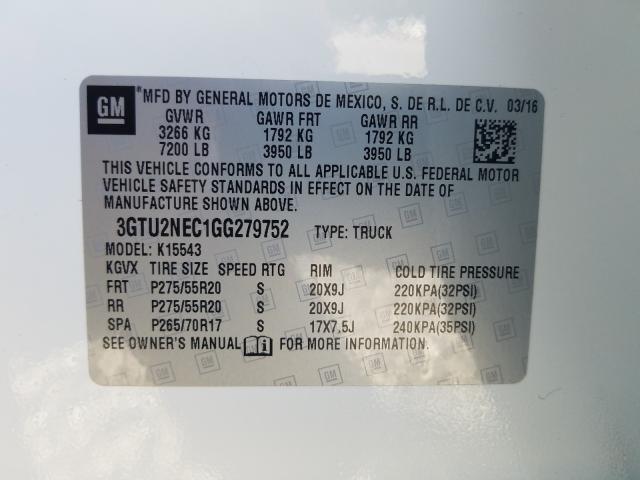 GM *MFD BY GENERAL MOTORS DE MEXICO, S. DE R.L. DE C.V. 03/16
GVWR GAWR FRT GAWR RR
3266 KG 1792 KG 1792 KG
7200 LB 3950 LB 3950 LB
THIS VEHICLE CONFORMS TO ALL APPLICABLE U.S. FEDERAL MOTOR
VEHICLE SAFETY STANDARDS IN EFFECT ON THE DATE OF
MANUFACTURE SHOWN ABOVE.
3GTU2NEC1GG279752 TYPE: TRUCK
MODEL: K15543
KGVX TIRE SIZE SPEED RTG RIM COLD TIRE PRESSURE
FRT P275/55R20 S 20X9J 220KPA(32PSI)
RR P275/55R20 S 20X9J 220KPA(32PSI)
SPA P265/70R17 S 17X7.5J 240KPA(35PSI)
SEE OWNER'S MANUAL FOR MORE INFORMATION.